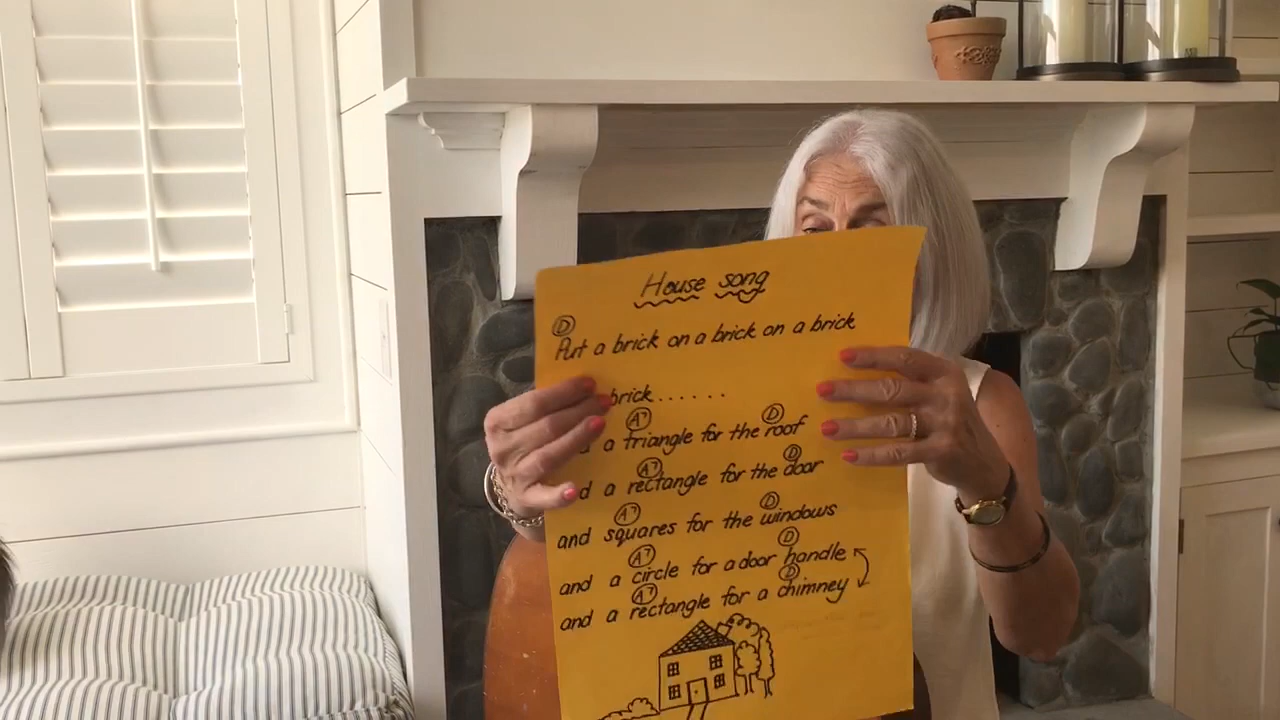 House song
D
Put a brick on a brick on a brick
brick......
A7 D
a triangle for the roof
A7 D
a rectangle for the door
A7 D
and squares for the windows
A7 D
and a circle for a door handle
A7 D
and a rectangle for a chimney